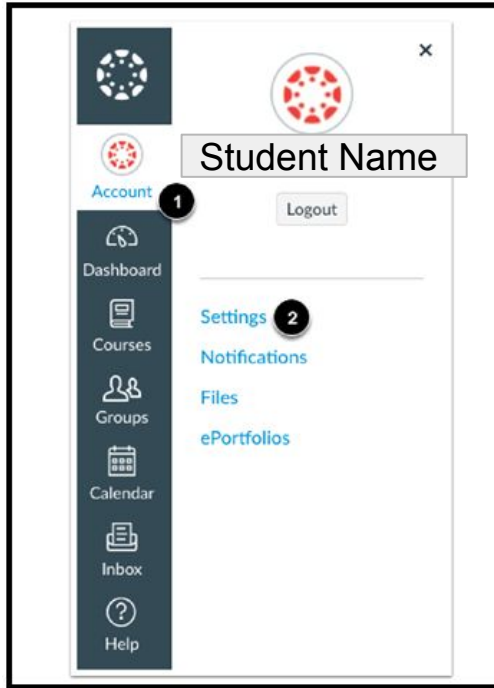 Account
1
Dashboard
Courses
Groups
Calendar
Inbox
Help
×
Student Name
Logout
Settings 2
Notifications
Files
ePortfolios